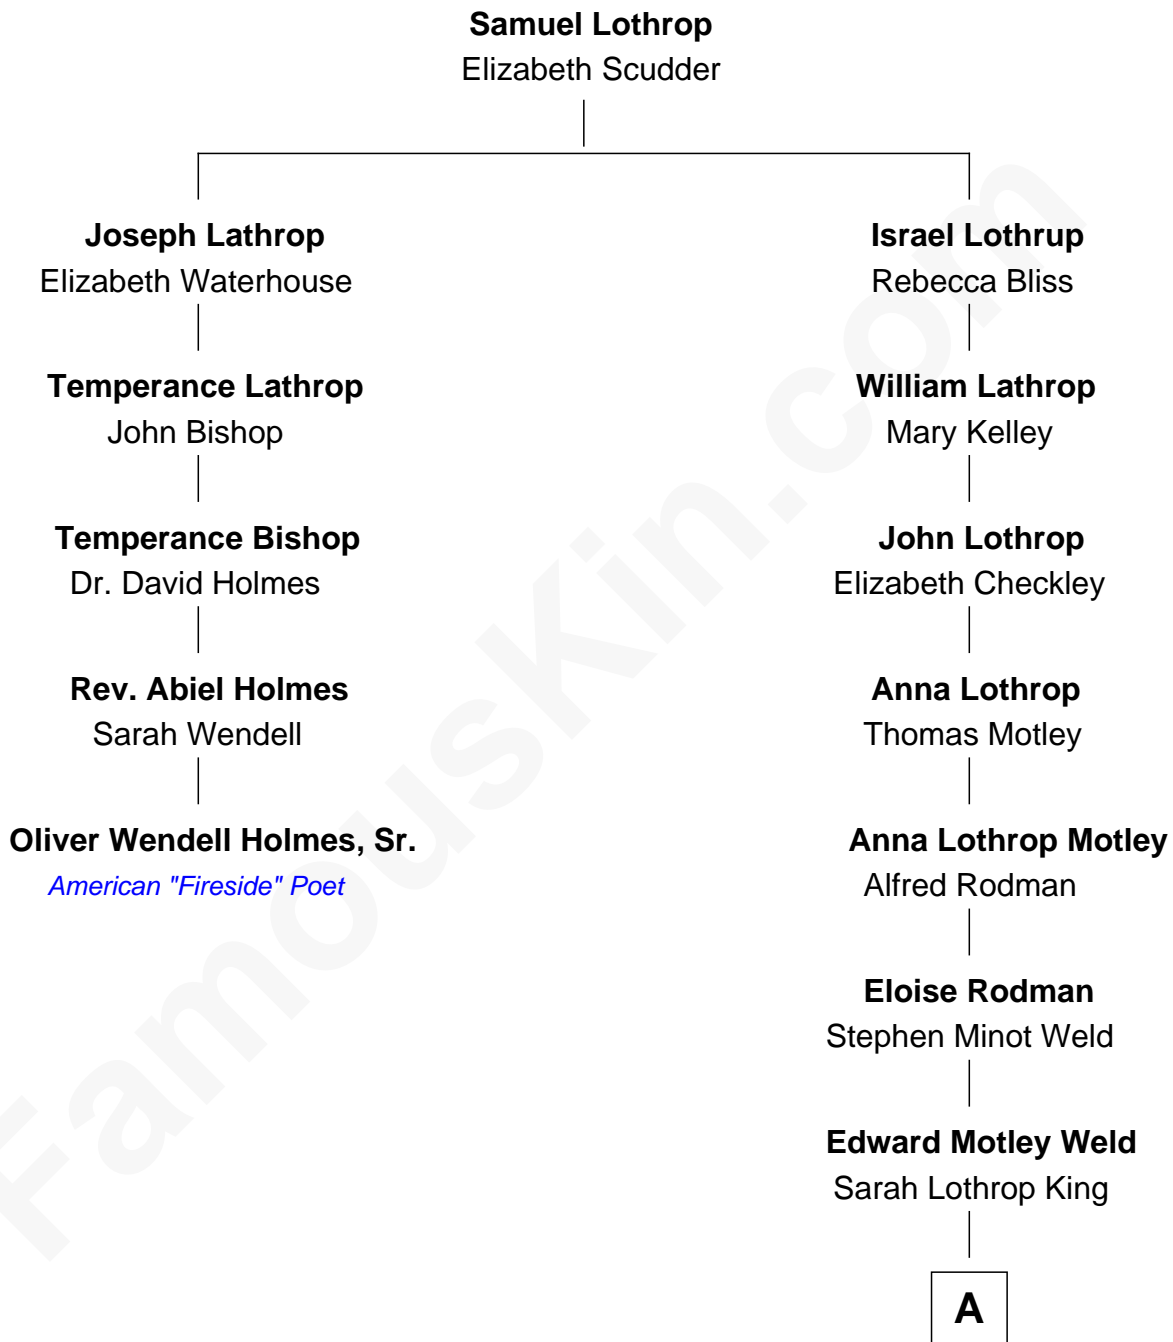 Samuel Lothrop
Elizabeth Scudder
Joseph Lathrop
Elizabeth Waterhouse
Temperance Lathrop
John Bishop
Temperance Bishop
Dr. David Holmes
Rev. Abiel Holmes
Sarah Wendell
Oliver Wendell Holmes, Sr.
American "Fireside" Poet
Israel Lothrup
Rebecca Bliss
William Lathrop
Mary Kelley
John Lothrop
Elizabeth Checkley
Anna Lothrop
Thomas Motley
Anna Lothrop Motley
Alfred Rodman
Eloise Rodman
Stephen Minot Weld
Edward Motley Weld
Sarah Lothrop King
A
FamousKin.com